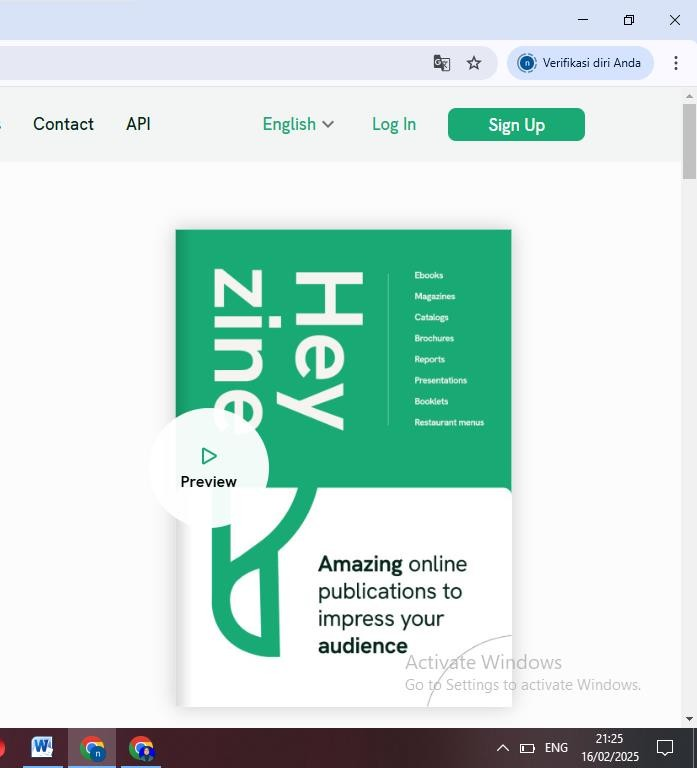 Verifikasi diri Anda
Contact
API
English
Log In
Sign Up
Hey
zine
Ebooks
Magazines
Catalogs
Brochures
Reports
Presentations
Booklets
Restaurant menus
Preview
Amazing online
publications to
impress your
audience
Activate Windows
Go to Settings to activate Windows.
ENG
21:25
16/02/2025